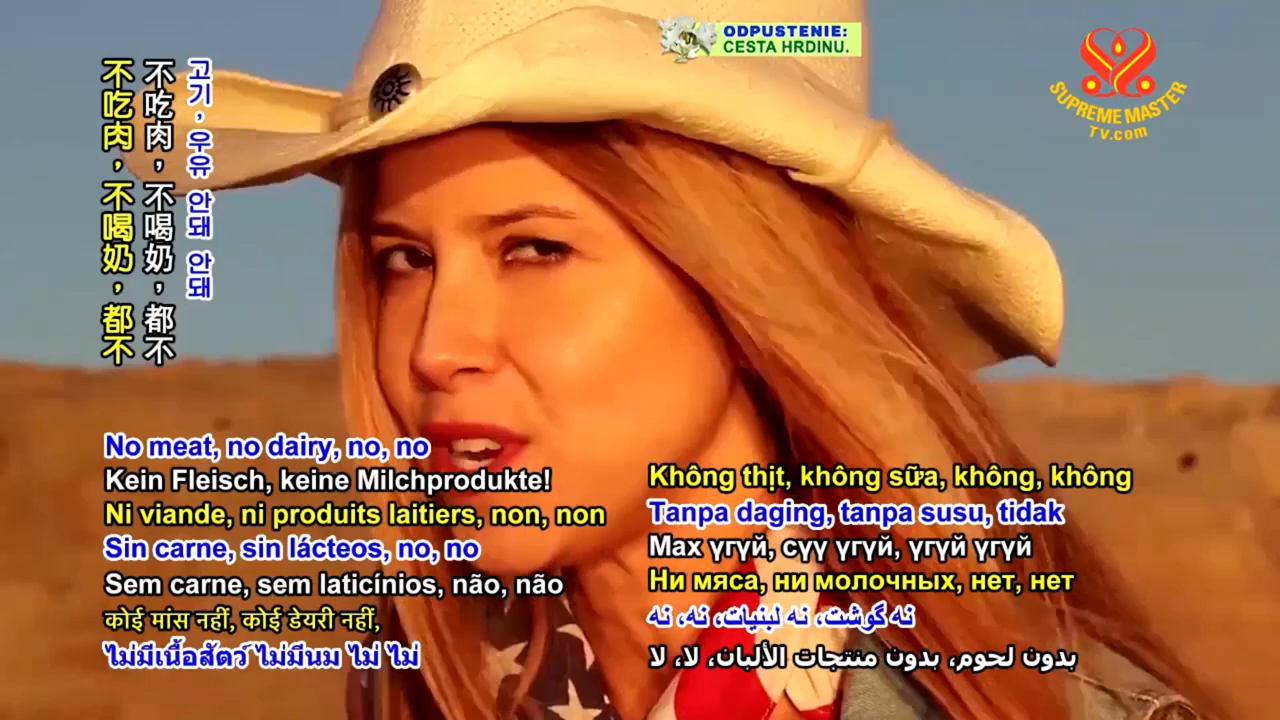 ODPUSTENIE:
CESTA HRDINU.
SUPREME MASTER
TV.com
고기, 우유 안돼 안돼
不吃肉，不喝奶，都不
不吃肉，不喝奶，都不
No meat, no dairy, no, no
Kein Fleisch, keine Milchprodukte!
Ni viande, ni produits laitiers, non, non
Sin carne, sin lácteos, no, no
Sem carne, sem laticínios, não, não
कोई मांस नहीं, कोई डेयरी नहीं,
ไม่มีเนื้อสัตว์ ไม่มีนม ไม่ ไม่
Không thịt, không sữa, không, không
Tanpa daging, tanpa susu, tidak
Мах үгүй, сүү үгүй, үгүй үгүй
Ни мяса, ни молочных, нет, нет
نه گوشت، نه لبنیات، نه، نه
بدون لحوم، بدون منتجات الألبان، لا، لا